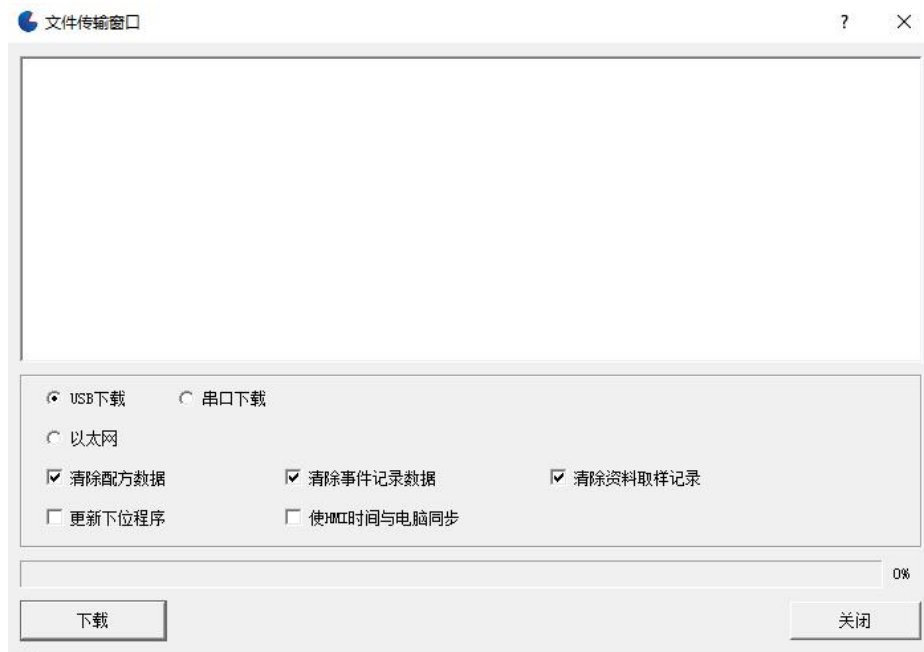 文件传输窗口 ?
USB下载 串口下载
以太网
清除配方数据 清除事件记录数据 清除资料取样记录
更新下位程序 使HMI时间与电脑同步
0%
下载 关闭